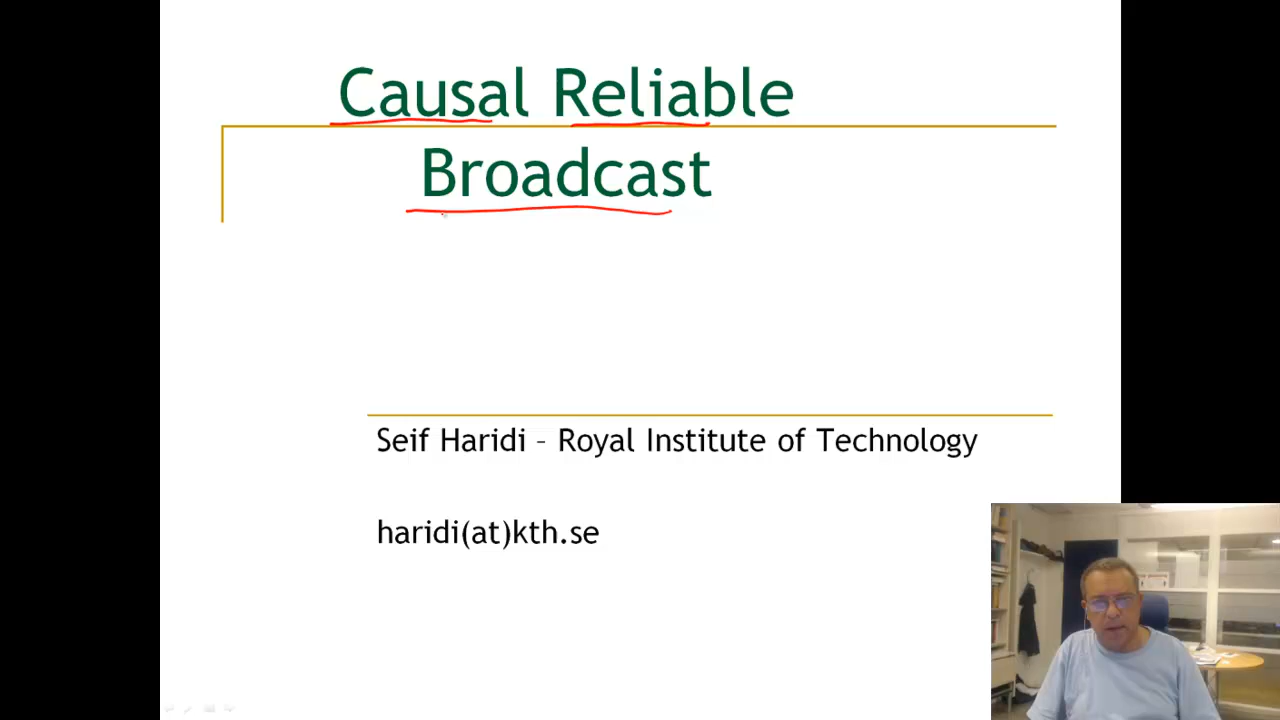 Causal Reliable
Broadcast
Seif Haridi – Royal Institute of Technology
haridi(at)kth.se